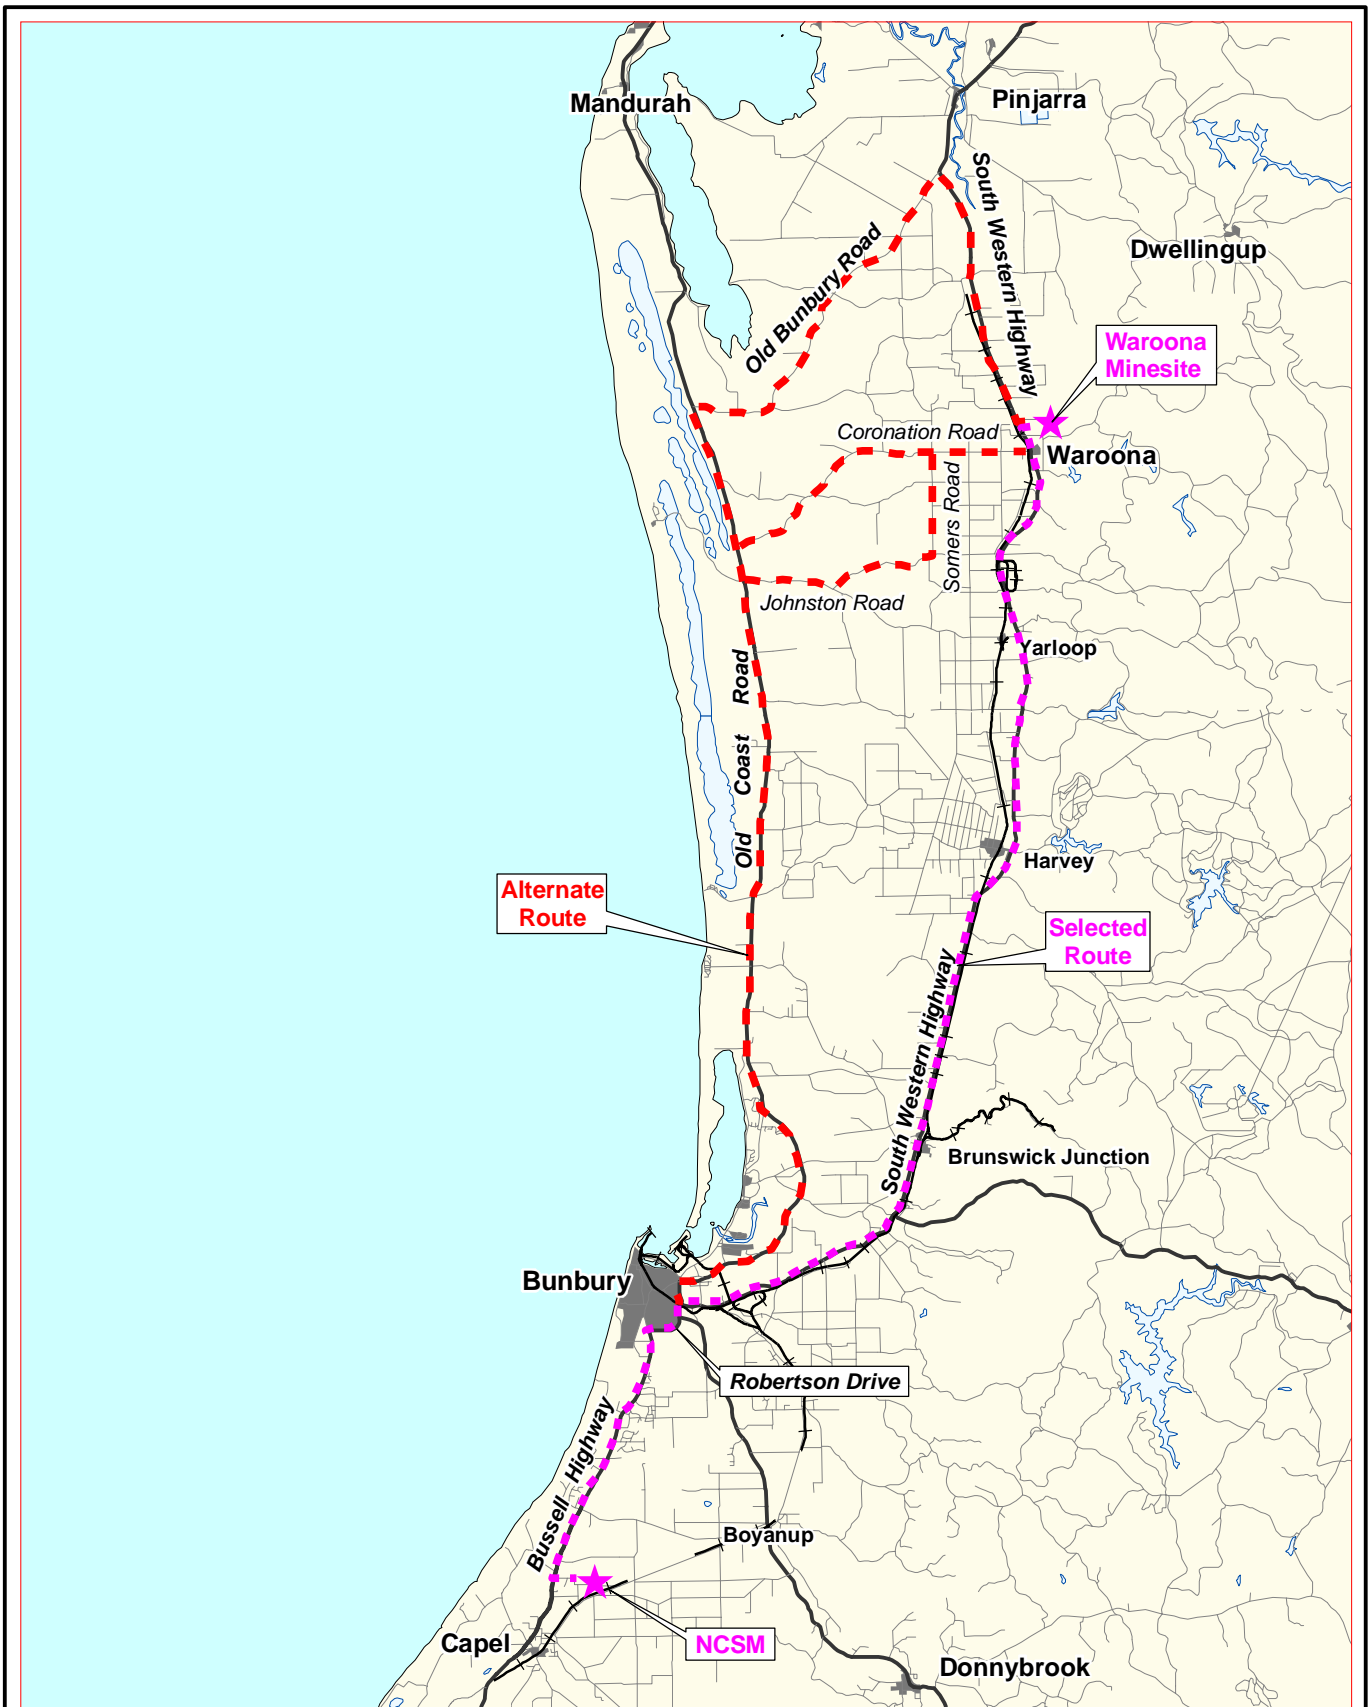 Mandurah
Pinjarra
South Western Highway
Dwellingup
Old Bunbury Road
Waroona
Minesite
Coronation Road
Waroona
Somers Road
Johnston Road
Yarloop
Old Coast Road
Harvey
Alternate
Route
Selected
Route
South Western Highway
Brunswick Junction
Bunbury
Robertson Drive
Bussell Highway
Boyanup
Capel
NCSM
Donnybrook